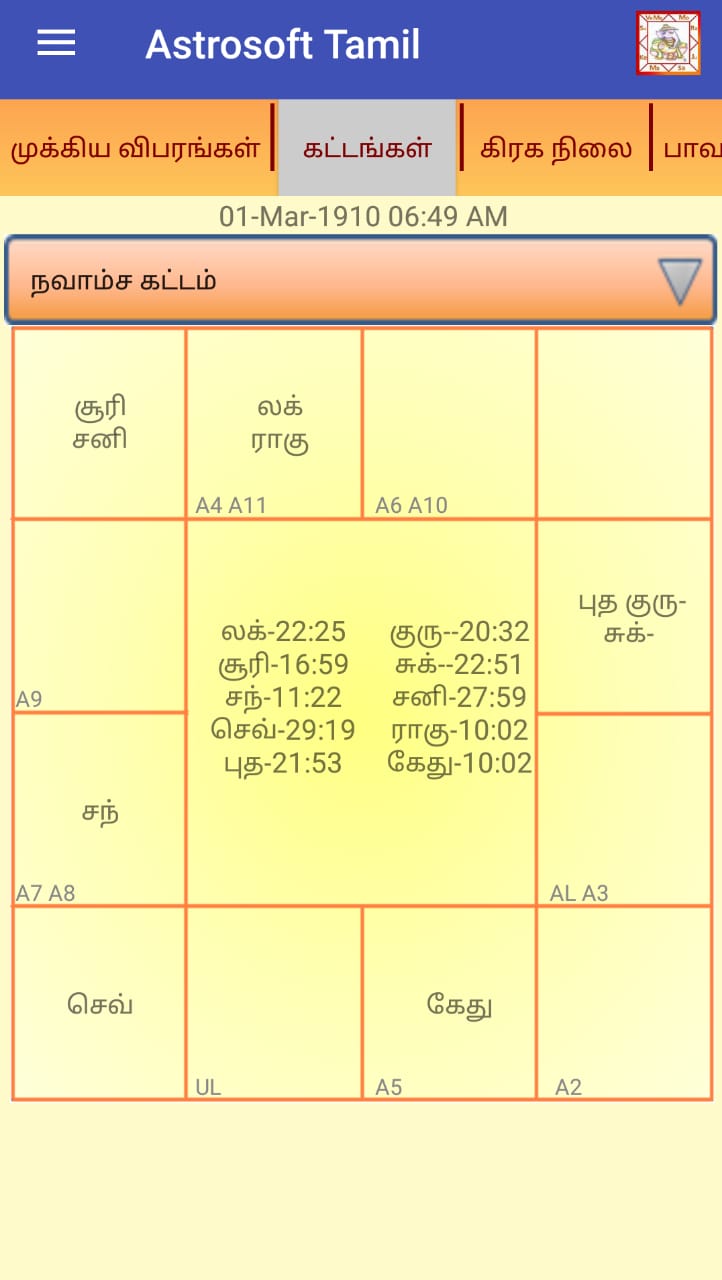 Astrosoft Tamil
முக்கிய விபரங்கள்
கட்டங்கள்
கிரக நிலை
பாவ
01-Mar-1910 06:49 AM
நவாம்ச கட்டம்
சூரி
சனி
லக்
ராகு
A4 A11
A6 A10
A9
புத குரு-
சுக்-
லக்-22:25 குரு--20:32
சூரி-16:59 சுக்--22:51
சந்-11:22 சனி-27:59
செவ்-29:19 ராகு-10:02
புத-21:53 கேது-10:02
சந்
A7 A8
AL A3
செவ்
UL
கேது
A5
A2